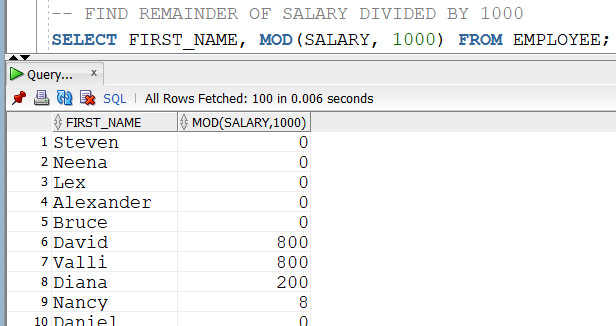 -- FIND REMAINDER OF SALARY DIVIDED BY 1000
SELECT FIRST_NAME, MOD(SALARY, 1000) FROM EMPLOYEE;
Query... x
SQL | All Rows Fetched: 100 in 0.006 seconds
FIRST_NAME MOD(SALARY,1000)
1 Steven 0
2 Neena 0
3 Lex 0
4 Alexander 0
5 Bruce 0
6 David 800
7 Valli 800
8 Diana 200
9 Nancy 8
10 Daniel 0